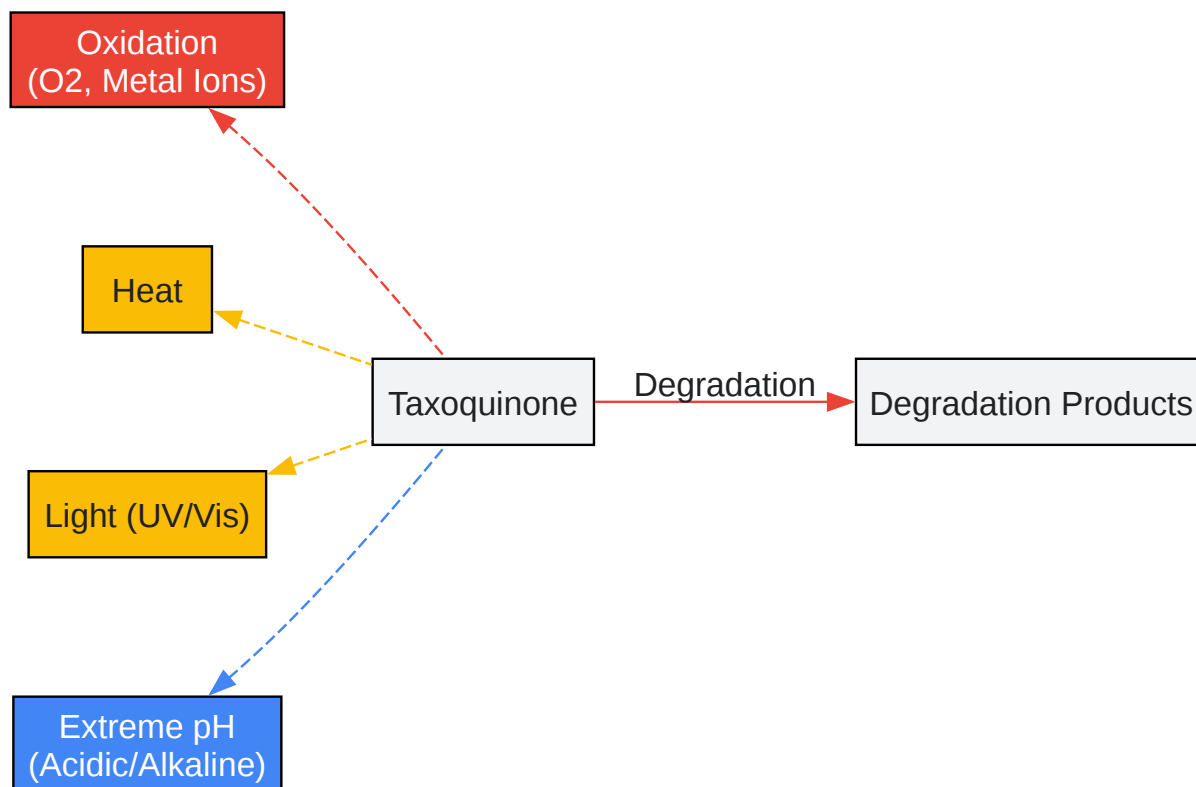 Oxidation
(O2, Metal Ions)
Heat
Taxoquinone
Degradation
Degradation Products
Light (UV/Vis)
Extreme pH
(Acidic/Alkaline)